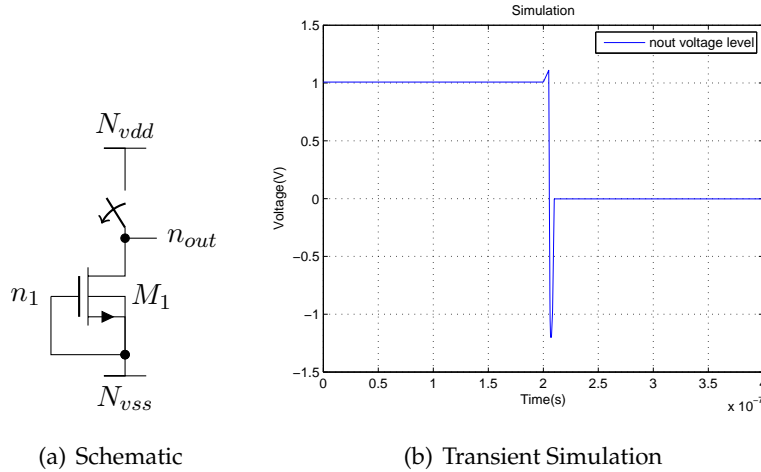 Simulation
nout voltage level
1.5
1
0.5
0
−0.5
−1
−1.5
Voltage(V)
0 0.5 1 1.5 2 2.5 3 3.5 4
Time(s)
x 10⁻⁷
N_vdd
n_out
n_1
M_1
N_vss
(a) Schematic
(b) Transient Simulation